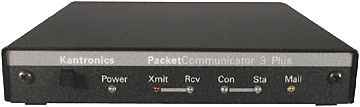 Kantronics PacketCommunicator 3 Plus
Power Xmit Rcv Con Sta Mail